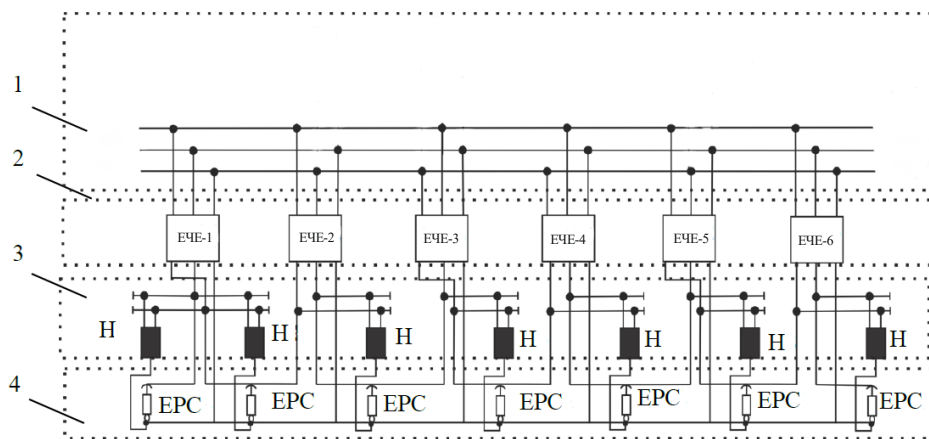 1
2
ЕЧЕ-1 ЕЧЕ-2 ЕЧЕ-3 ЕЧЕ-4 ЕЧЕ-5 ЕЧЕ-6
3
Н Н Н Н Н Н Н
4
ЕРС ЕРС ЕРС ЕРС ЕРС ЕРС ЕРС